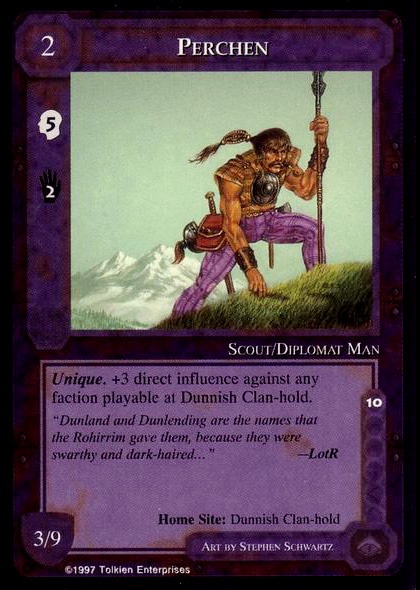 2
PERCHEN
5
2
SCOUT/DIPLOMAT MAN
Unique. +3 direct influence against any
faction playable at Dunnish Clan-hold.
10
“Dunland and Dunlending are the names that
the Rohirrim gave them, because they were
swarthy and dark-haired...” —LotR
Home Site: Dunnish Clan-hold
3/9
ART BY STEPHEN SCHWARTZ
©1997 Tolkien Enterprises